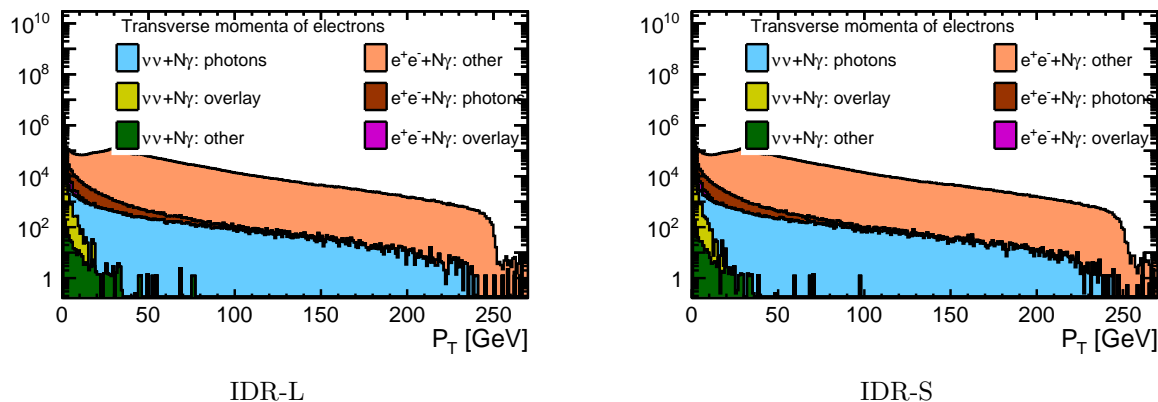 Transverse momenta of electrons
νν+Nγ: photons
νν+Nγ: overlay
νν+Nγ: other
e⁺e⁻+Nγ: other
e⁺e⁻+Nγ: photons
e⁺e⁻+Nγ: overlay
10¹⁰
10⁸
10⁶
10⁴
10²
1
0 50 100 150 200 250
P_T [GeV]
IDR-L
Transverse momenta of electrons
νν+Nγ: photons
νν+Nγ: overlay
νν+Nγ: other
e⁺e⁻+Nγ: other
e⁺e⁻+Nγ: photons
e⁺e⁻+Nγ: overlay
10¹⁰
10⁸
10⁶
10⁴
10²
1
0 50 100 150 200 250
P_T [GeV]
IDR-S